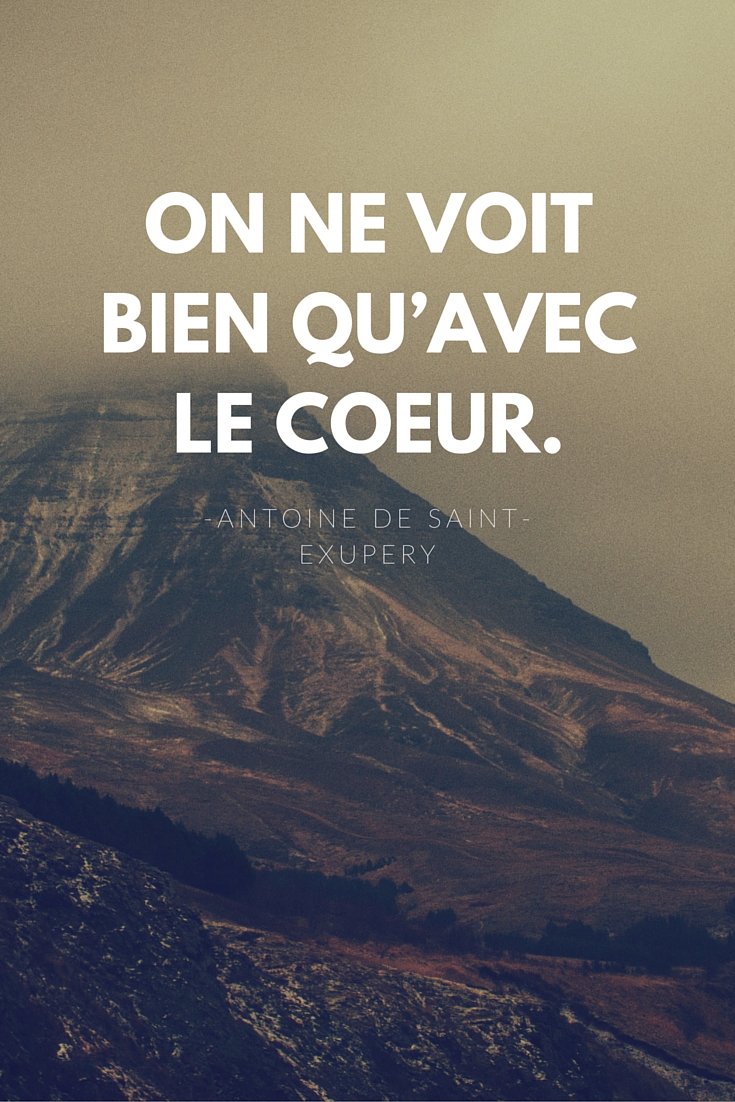 ON NE VOIT
BIEN QU’AVEC
LE COEUR.
-ANTOINE DE SAINT-
EXUPERY